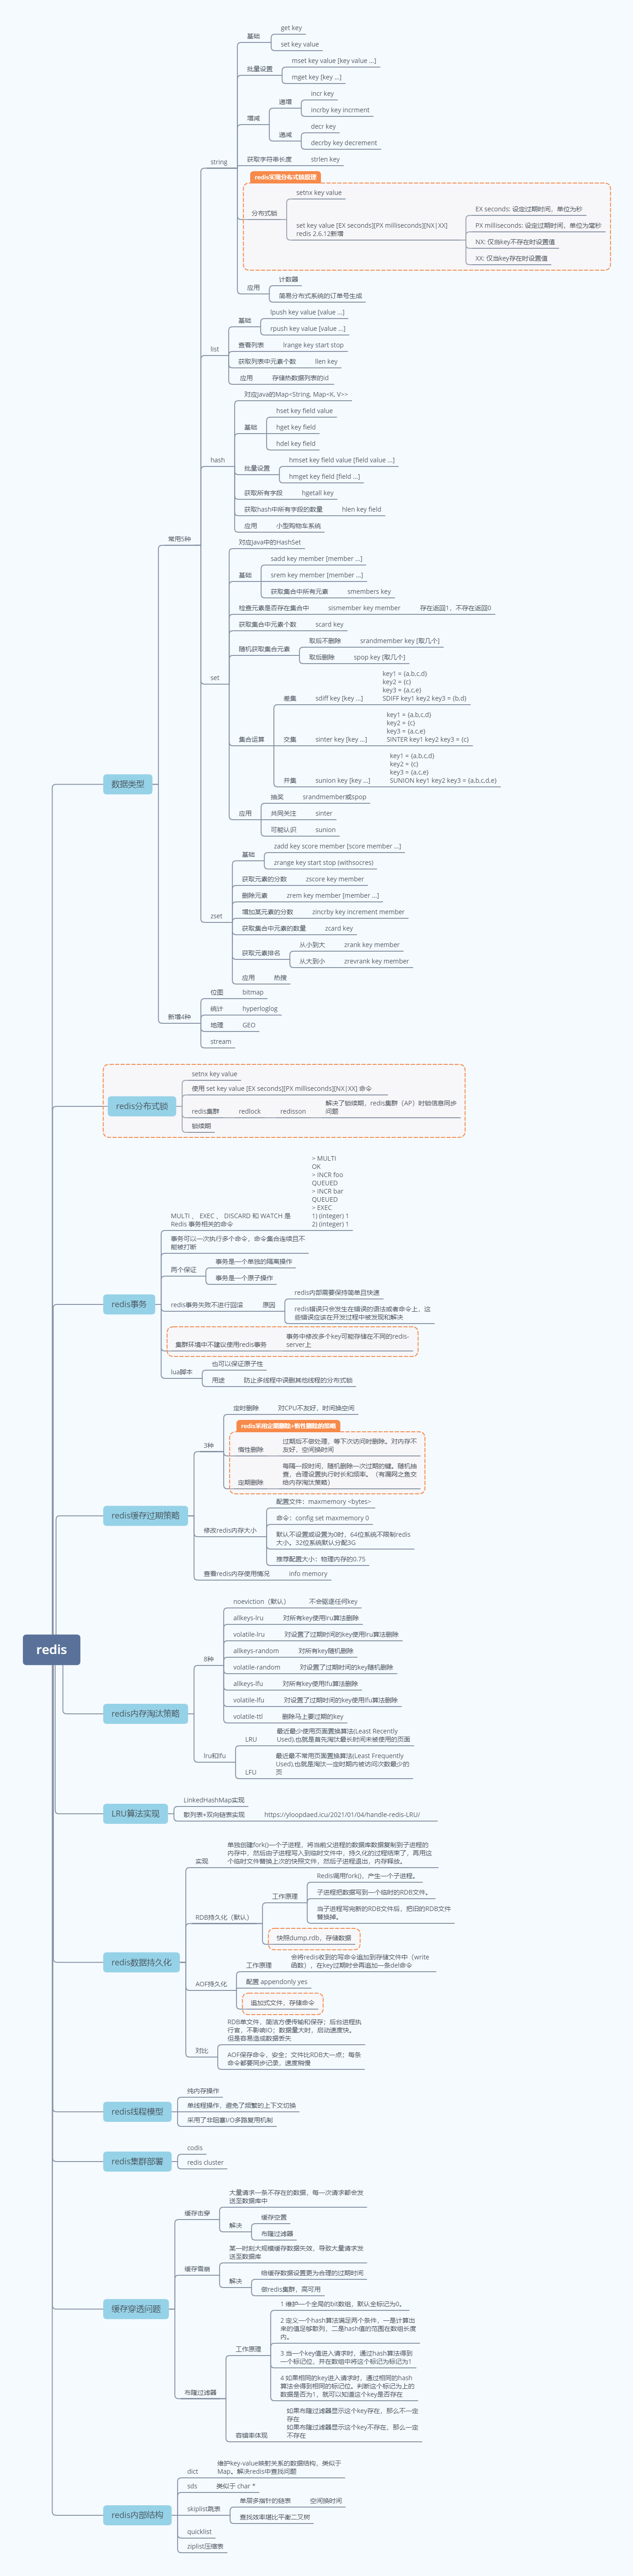 redis
数据类型
常用5种
string
基础
get key
set key value
批量设置
mset key value [key value ...]
mget key [key ...]
增减
递增
incr key
incrby key incrment
递减
decr key
decrby key decrement
获取字符串长度
strlen key
redis实现分布式锁整理
分布式锁
setnx key value
set key value [EX seconds][PX milliseconds][NX|XX]
redis 2.6.12新增
EX seconds: 设定过期时间，单位为秒
PX milliseconds: 设定过期时间，单位为毫秒
NX: 仅当key不存在时设置值
XX: 仅当key存在时设置值
应用
计数器
简易分布式系统的订单号生成
list
基础
lpush key value [value ...]
rpush key value [value ...]
查看列表
lrange key start stop
获取列表中元素个数
llen key
应用
存储热数据列表的id
hash
对应Java的Map<String, Map<K, V>>
基础
hset key field value
hget key field
hdel key field
批量设置
hmset key field value [field value ...]
hmget key field [field ...]
获取所有字段
hgetall key
获取hash中所有字段的数量
hlen key field
应用
小型购物车系统
set
对应Java中的HashSet
基础
sadd key member [member ...]
srem key member [member ...]
获取集合中所有元素
smembers key
检查元素是否存在集合中
sismember key member
存在返回1，不存在返回0
获取集合中元素个数
scard key
随机获取集合元素
取后不删除
srandmember key [取几个]
取后删除
spop key [取几个]
集合运算
差集
sdiff key [key ...]
key1 = {a,b,c,d}
key2 = {c}
key3 = {a,c,e}
SDIFF key1 key2 key3 = {b,d}
交集
sinter key [key ...]
key1 = {a,b,c,d}
key2 = {c}
key3 = {a,c,e}
SINTER key1 key2 key3 = {c}
并集
sunion key [key ...]
key1 = {a,b,c,d}
key2 = {c}
key3 = {a,c,e}
SUNION key1 key2 key3 = {a,b,c,d,e}
应用
抽奖
srandmember或spop
共同关注
sinter
可能认识
sunion
zset
基础
zadd key score member [score member ...]
zrange key start stop (withsocres)
获取元素的分数
zscore key member
删除元素
zrem key member [member ...]
增加某元素的分数
zincrby key increment member
获取集合中元素的数量
zcard key
获取元素排名
从小到大
zrank key member
从大到小
zrevrank key member
应用
热搜
新增4种
位图
bitmap
统计
hyperloglog
地理
GEO
stream
redis分布式锁
setnx key value
使用 set key value [EX seconds][PX milliseconds][NX|XX] 命令
redis集群
redlock
redisson
解决了锁续期，redis集群（AP）时锁信息同步
问题
锁续期
redis事务
MULTI 、 EXEC 、 DISCARD 和 WATCH 是
Redis 事务相关的命令
> MULTI
OK
> INCR foo
QUEUED
> INCR bar
QUEUED
> EXEC
1) (integer) 1
2) (integer) 1
事务可以一次执行多个命令，命令集合连续且不
能被打断
两个保证
事务是一个单独的隔离操作
事务是一个原子操作
redis事务失败不进行回滚
原因
redis内部需要保持简单且快速
redis错误只会发生在错误的语法或者命令上，这
些错误应该在开发过程中被发现和解决
集群环境中不建议使用redis事务
事务中修改多个key可能存储在不同的redis-
server上
lua脚本
也可以保证原子性
用途
防止多线程中误删其他线程的分布式锁
redis缓存过期策略
3种
定时删除
对CPU不友好，时间换空间
redis采用定期删除+惰性删除的策略
惰性删除
过期后不做处理，等下次访问时删除。对内存不
友好，空间换时间
定期删除
每隔一段时间，随机删除一次过期的键。随机抽
查，合理设置执行时长和频率。（有漏网之鱼交
给内存淘汰策略）
修改redis内存大小
配置文件：maxmemory <bytes>
命令：config set maxmemory 0
默认不设置或设置为0时，64位系统不限制redis
大小。32位系统默认分配3G
推荐配置大小：物理内存的0.75
查看redis内存使用情况
info memory
redis内存淘汰策略
8种
noeviction（默认）
不会驱逐任何key
allkeys-lru
对所有key使用lru算法删除
volatile-lru
对设置了过期时间的key使用lru算法删除
allkeys-random
对所有key随机删除
volatile-random
对设置了过期时间的key随机删除
allkeys-lfu
对所有key使用lfu算法删除
volatile-lfu
对设置了过期时间的key使用lfu算法删除
volatile-ttl
删除马上要过期的key
lru和lfu
LRU
最近最少使用页面置换算法(Least Recently
Used),也就是首先淘汰最长时间未被使用的页面
LFU
最近最不常用页面置换算法(Least Frequently
Used),也就是淘汰一定时期内被访问次数最少的
页
LRU算法实现
LinkedHashMap实现
散列表+双向链表实现
https://yloopdaed.icu/2021/01/04/handle-redis-LRU/
redis数据持久化
实现
单独创建fork()一个子进程，将当前父进程的数据库数据复制到子进程的
内存中，然后由子进程写入到临时文件中，持久化的过程结束了，再用这
个临时文件替换上次的快照文件，然后子进程退出，内存释放。
RDB持久化（默认）
工作原理
Redis调用fork()，产生一个子进程。
子进程把数据写到一个临时的RDB文件。
当子进程写完新的RDB文件后，把旧的RDB文件
替换掉。
快照dump.rdb，存储数据
AOF持久化
工作原理
会将redis收到的写命令追加到存储文件中（write
函数），在key过期时会再追加一条del命令
配置 appendonly yes
追加式文件，存储命令
对比
RDB单文件，简洁方便传输和保存；后台进程执
行官，不影响IO；数据量大时，启动速度快。
但是容易造成数据丢失
AOF保存命令，安全；文件比RDB大一点；每条
命令都要同步记录，速度稍慢
redis线程模型
纯内存操作
单线程操作，避免了频繁的上下文切换
采用了非阻塞I/O多路复用机制
redis集群部署
codis
redis cluster
缓存穿透问题
缓存击穿
大量请求一条不存在的数据，每一次请求都会发
送至数据库中
解决
缓存空置
布隆过滤器
缓存雪崩
某一时刻大规模缓存数据失效，导致大量请求发
送至数据库
解决
给缓存数据设置更为合理的过期时间
做redis集群，高可用
布隆过滤器
工作原理
1 维护一个全局的bit数组，默认全标记为0。
2 定义一个hash算法满足两个条件，一是计算出
来的值足够散列，二是hash值的范围在数组长度
内。
3 当一个key值进入请求时，通过hash算法得到
一个标记位，并在数组中将这个标记为标记为1
4 如果相同的key进入请求时，通过相同的hash
算法会得到相同的标记位。判断这个标记为上的
数据是否为1，就可以知道这个key是否存在
容错率体现
如果布隆过滤器显示这个key存在，那么不一定
存在
如果布隆过滤器显示这个key不存在，那么一定
不存在
redis内部结构
dict
维护key-value映射关系的数据结构，类似于
Map。解决redis中查找问题
sds
类似于 char *
skiplist跳表
单层多指针的链表
空间换时间
查找效率堪比平衡二叉树
quicklist
ziplist压缩表